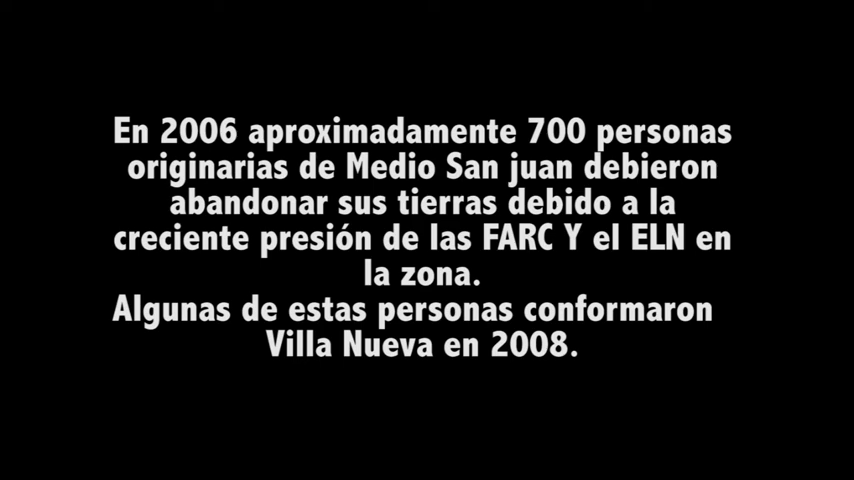 En 2006 aproximadamente 700 personas
originarias de Medio San juan debieron
abandonar sus tierras debido a la
creciente presión de las FARC Y el ELN en
la zona.
Algunas de estas personas conformaron
Villa Nueva en 2008.